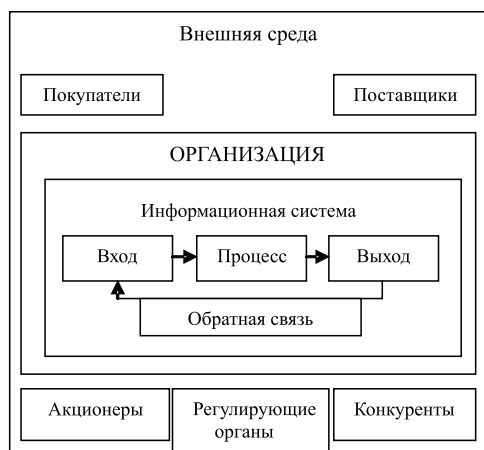 Внешняя среда
Покупатели
Поставщики
ОРГАНИЗАЦИЯ
Информационная система
Вход
Процесс
Выход
Обратная связь
Акционеры
Регулирующие
органы
Конкуренты